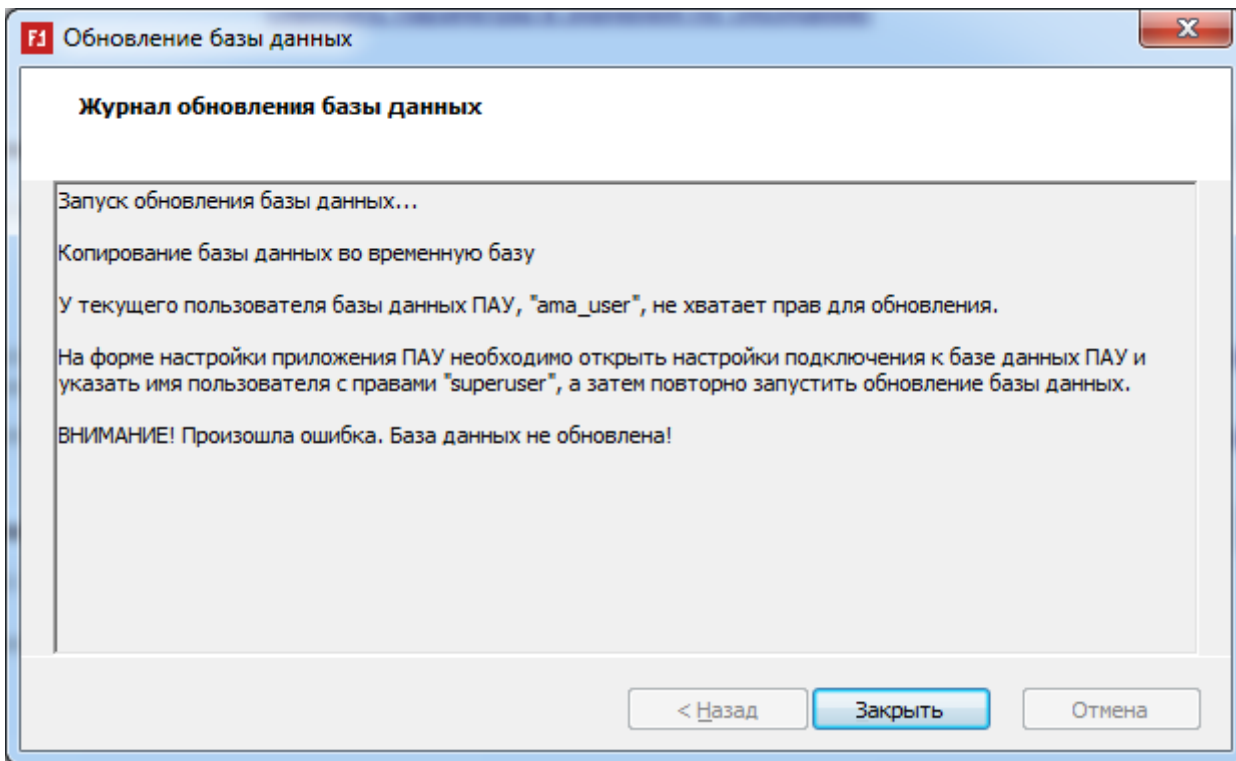 Обновление базы данных
Журнал обновления базы данных
Запуск обновления базы данных...
Копирование базы данных во временную базу
У текущего пользователя базы данных ПАУ, "ama_user", не хватает прав для обновления.
На форме настройки приложения ПАУ необходимо открыть настройки подключения к базе данных ПАУ и
указать имя пользователя с правами "superuser", а затем повторно запустить обновление базы данных.
ВНИМАНИЕ! Произошла ошибка. База данных не обновлена!
< Назад
Закрыть
Отмена